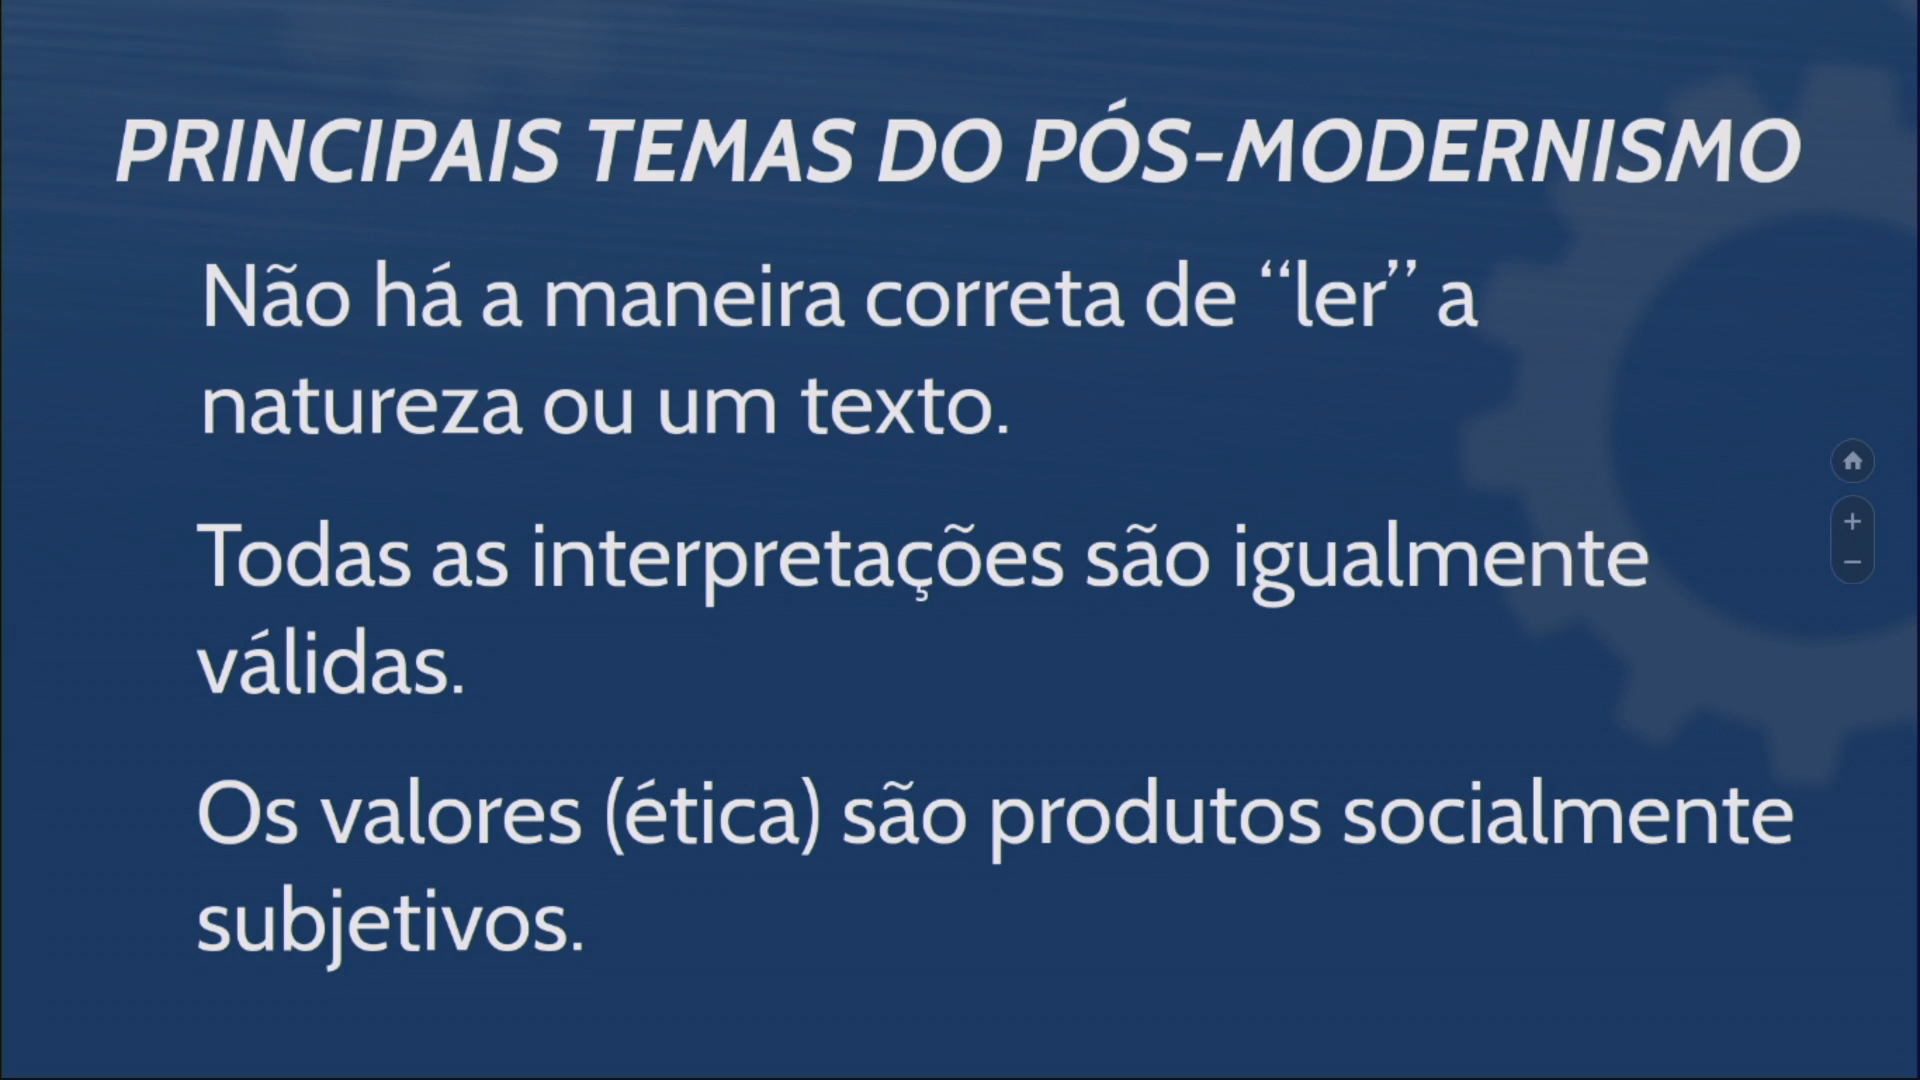 PRINCIPAIS TEMAS DO PÓS-MODERNISMO
Não há a maneira correta de “ler” a
natureza ou um texto.
Todas as interpretações são igualmente
válidas.
Os valores (ética) são produtos socialmente
subjetivos.